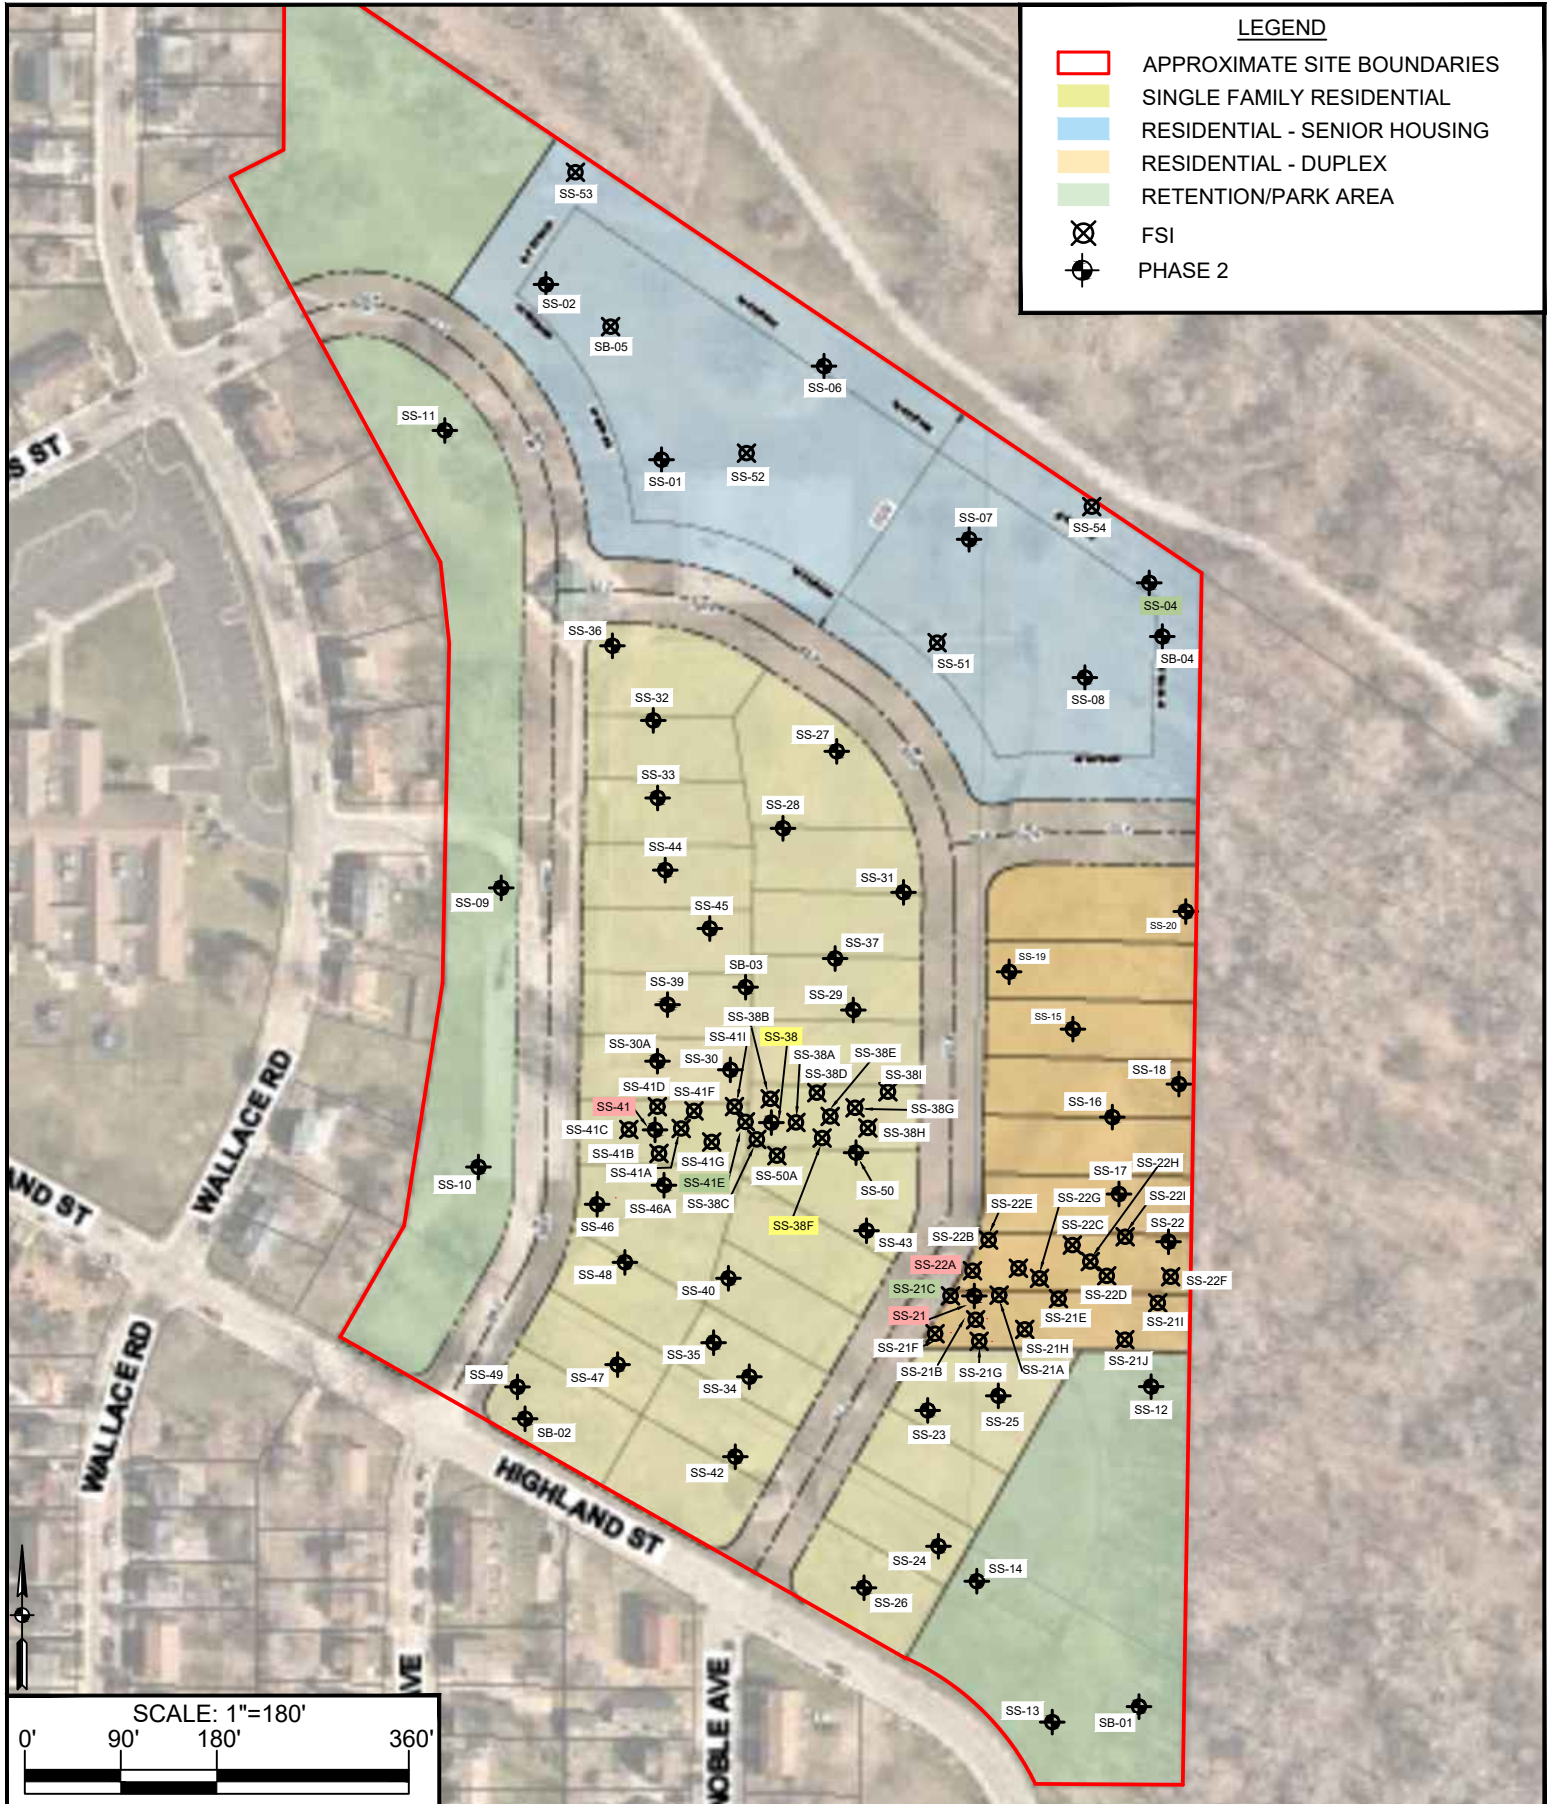 LEGEND
APPROXIMATE SITE BOUNDARIES
SINGLE FAMILY RESIDENTIAL
RESIDENTIAL - SENIOR HOUSING
RESIDENTIAL - DUPLEX
RETENTION/PARK AREA
FSI
PHASE 2
SS-53
SS-02
SB-05
SS-06
SS-11
S ST
SS-01
SS-52
SS-07
SS-54
SS-04
SS-36
SS-51
SB-04
SS-08
SS-32
SS-27
SS-33
SS-28
SS-44
SS-31
SS-09
SS-45
SS-20
SS-37
SS-19
SB-03
SS-39
SS-29
SS-38B
SS-15
SS-41I
SS-38
SS-30A
SS-30
SS-38A
SS-38E
SS-38D
SS-38I
SS-18
SS-41D
SS-41F
WALLACE RD
SS-41
SS-38G
SS-16
SS-41C
SS-38H
SS-41B
SS-41G
SS-22H
SS-41A
SS-50A
SS-17
SS-10
SS-41E
SS-50
AND ST
SS-46A
SS-38C
SS-22E
SS-22G
SS-22I
SS-46
SS-38F
SS-22C
SS-22
SS-43
SS-22B
SS-22A
SS-48
SS-22F
SS-40
SS-21C
SS-22D
SS-21
SS-21E
SS-21I
SS-21F
SS-35
SS-21H
SS-21J
SS-21B
SS-21G
SS-21A
WALLACE RD
SS-49
SS-47
SS-34
SS-12
SS-25
SS-23
SB-02
SS-42
HIGHLAND ST
SS-24
SS-14
SS-26
AVE
NOBLE AVE
SS-13
SB-01
SCALE: 1"=180'
0' 90' 180' 360'